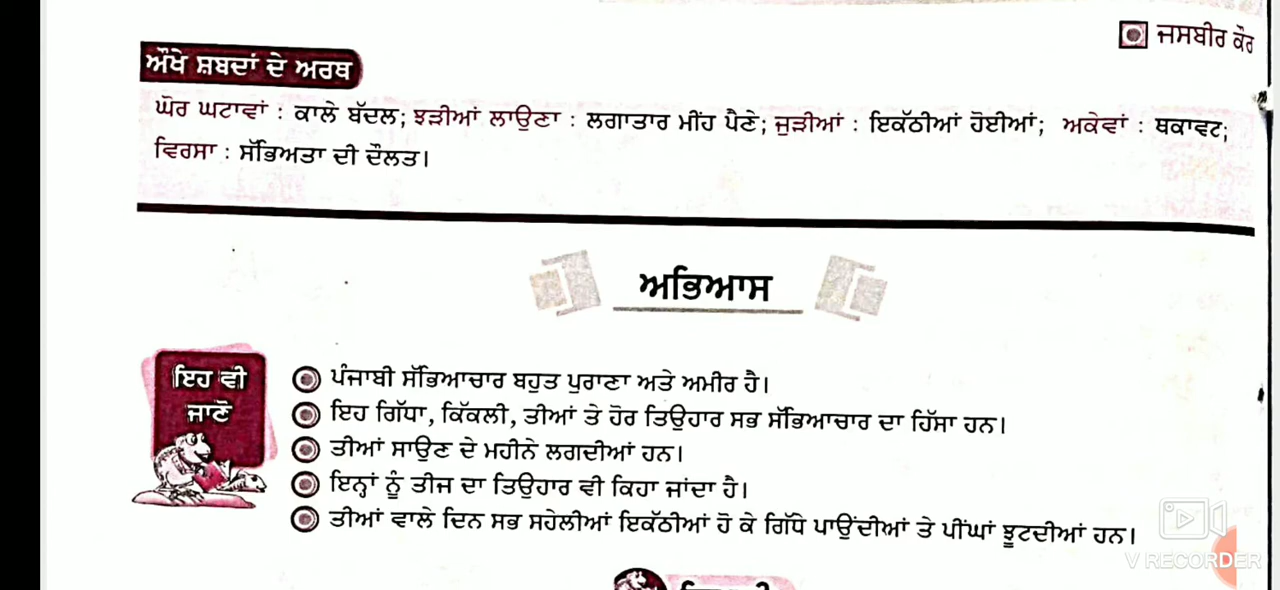 ਜਸਬੀਰ ਕੌਰ
ਔਖੇ ਸ਼ਬਦਾਂ ਦੇ ਅਰਥ
ਘੋਰ ਘਟਾਵਾਂ : ਕਾਲੇ ਬੱਦਲ; ਝੜੀਆਂ ਲਾਉਣਾ : ਲਗਾਤਾਰ ਮੀਂਹ ਪੈਣੇ; ਜੁੜੀਆਂ : ਇਕੱਠੀਆਂ ਹੋਈਆਂ; ਅਕੇਵਾਂ : ਥਕਾਵਟ;
ਵਿਰਸਾ : ਸੱਭਿਅਤਾ ਦੀ ਦੌਲਤ।
ਅਭਿਆਸ
ਇਹ ਵੀ
ਜਾਣੋ
ਪੰਜਾਬੀ ਸੱਭਿਆਚਾਰ ਬਹੁਤ ਪੁਰਾਣਾ ਅਤੇ ਅਮੀਰ ਹੈ।
ਇਹ ਗਿੱਧਾ, ਕਿੱਕਲੀ, ਤੀਆਂ ਤੇ ਹੋਰ ਤਿਉਹਾਰ ਸਭ ਸੱਭਿਆਚਾਰ ਦਾ ਹਿੱਸਾ ਹਨ।
ਤੀਆਂ ਸਾਉਣ ਦੇ ਮਹੀਨੇ ਲਗਦੀਆਂ ਹਨ।
ਇਨ੍ਹਾਂ ਨੂੰ ਤੀਜ ਦਾ ਤਿਉਹਾਰ ਵੀ ਕਿਹਾ ਜਾਂਦਾ ਹੈ।
ਤੀਆਂ ਵਾਲੇ ਦਿਨ ਸਭ ਸਹੇਲੀਆਂ ਇਕੱਠੀਆਂ ਹੋ ਕੇ ਗਿੱਧੇ ਪਾਉਂਦੀਆਂ ਤੇ ਪੀਂਘਾਂ ਝੂਟਦੀਆਂ ਹਨ।
V RECORDER